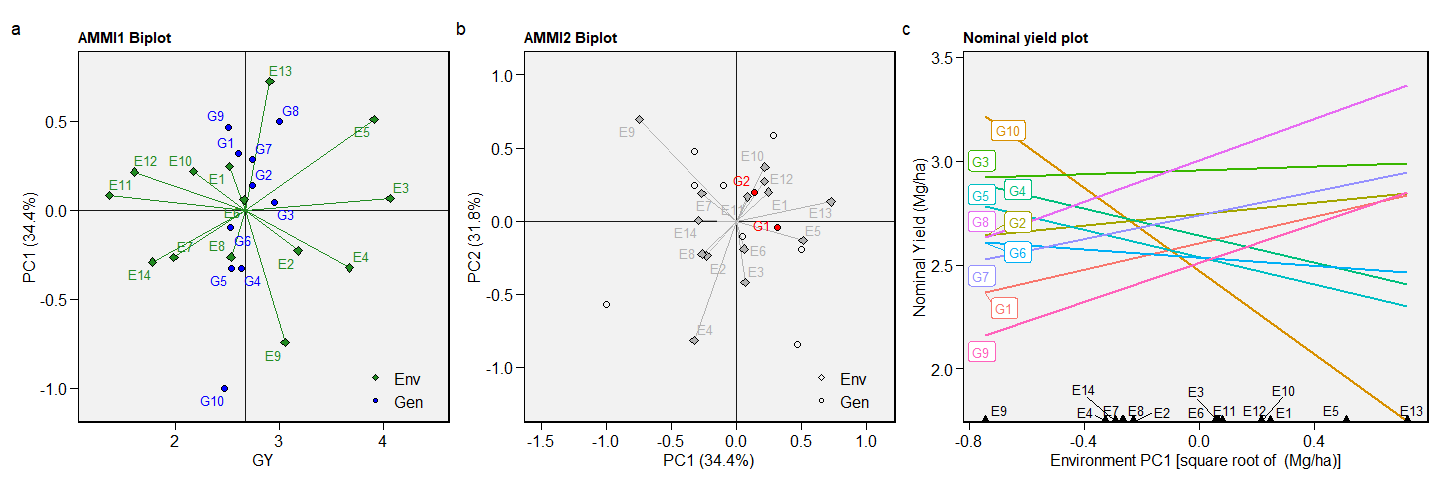 a
AMMI1 Biplot
PC1 (34.4%)
0.5
0.0
-0.5
-1.0
E13
G9
G8
E5
G1
G7
E12
E10
E1
G2
E11
E3
E6
G3
G6
E7
E8
E2
E14
G5
G4
E4
E9
G10
Env
Gen
2
3
4
GY
b
AMMI2 Biplot
PC2 (31.8%)
1.0
0.5
0.0
-0.5
-1.0
E9
E10
G2
E12
E7
E11
E1
E13
E14
G1
E5
E8
E6
E2
E3
E4
Env
Gen
-1.5
-1.0
-0.5
0.0
0.5
1.0
PC1 (34.4%)
c
Nominal yield plot
Nominal Yield (Mg/ha)
3.5
3.0
2.5
2.0
G10
G3
G5
G4
G8
G2
G6
G7
G1
G9
E14
E3
E10
E9
E4
E7
E8
E2
E6
E11
E12
E1
E5
E13
-0.8
-0.4
0.0
0.4
Environment PC1 [square root of (Mg/ha)]